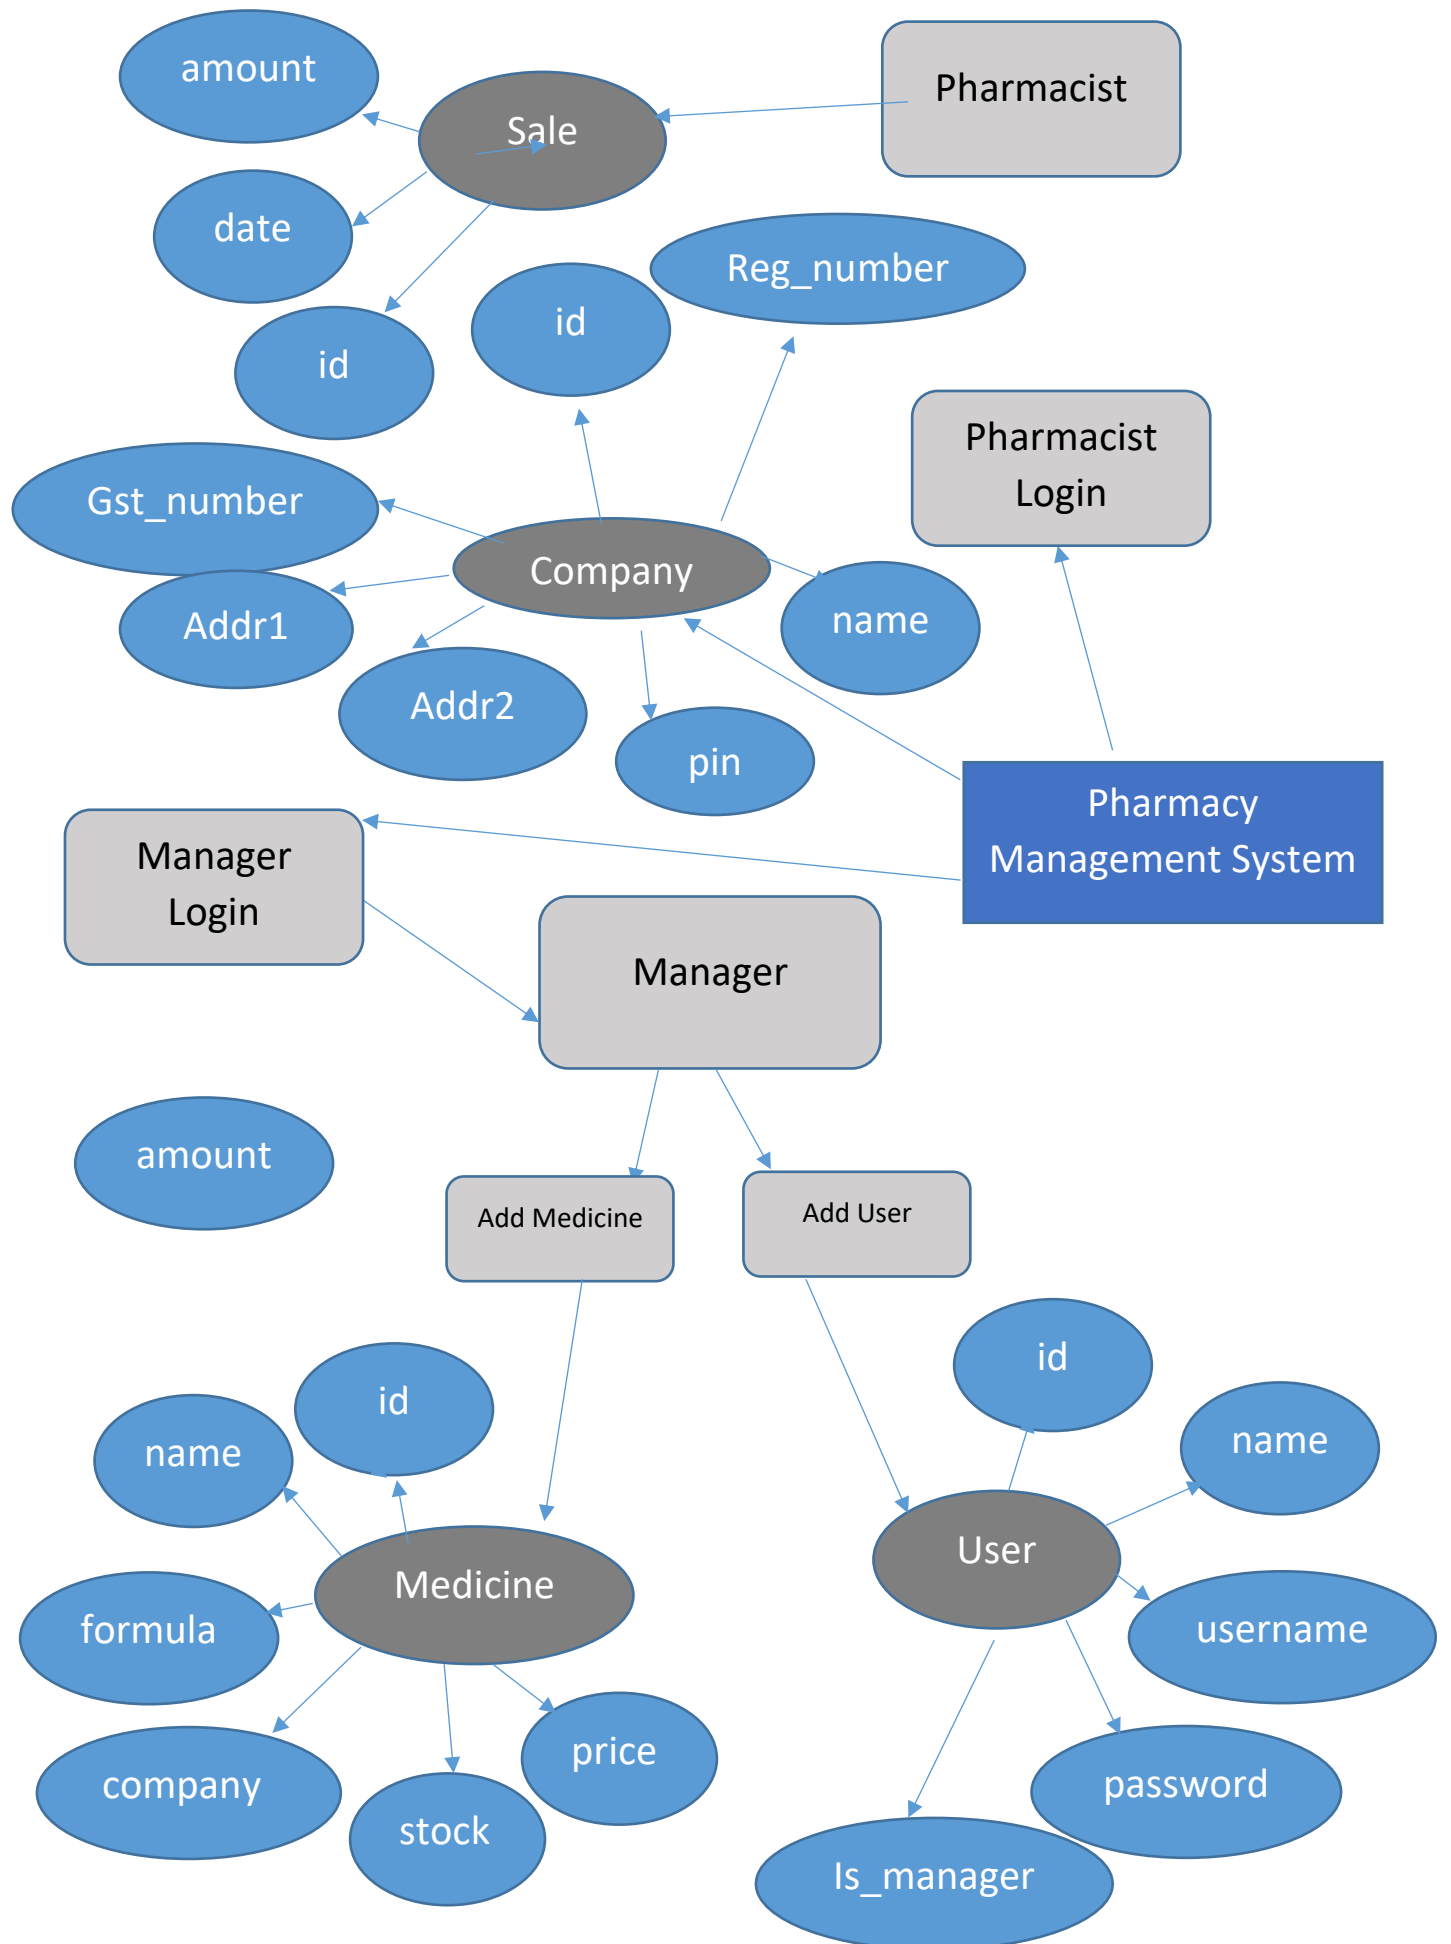 amount
Pharmacist
Sale
date
Reg_number
id
id
Pharmacist
Login
Gst_number
Company
Addr1
name
Addr2
pin
Pharmacy
Management System
Manager
Login
Manager
amount
Add Medicine
Add User
id
id
name
name
User
Medicine
formula
username
price
company
password
stock
Is_manager